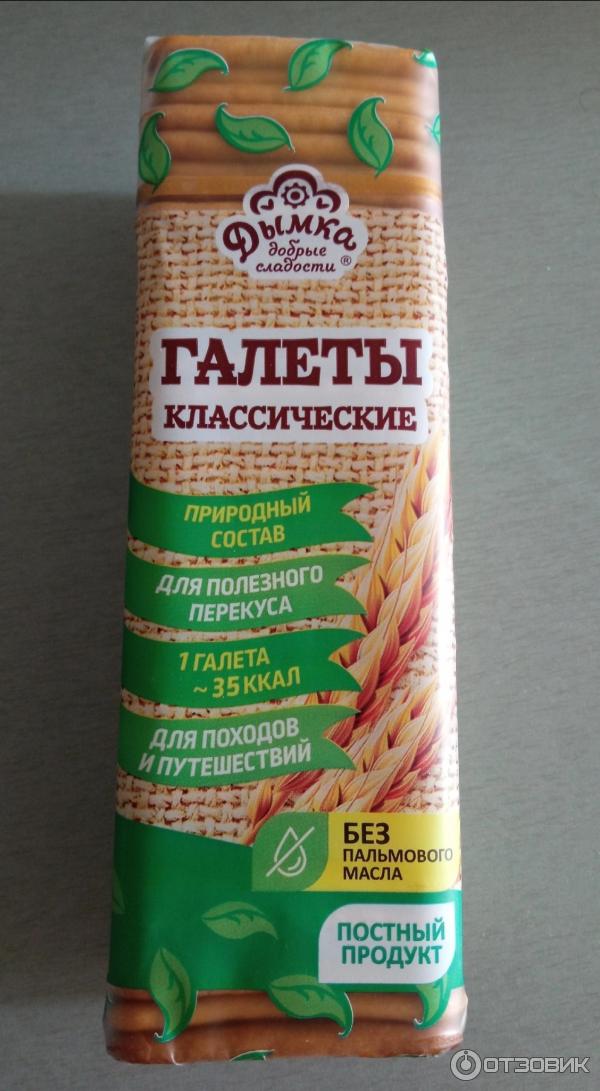 Дымка
добрые
сладости ®
ГАЛЕТЫ
КЛАССИЧЕСКИЕ
ПРИРОДНЫЙ
СОСТАВ
ДЛЯ ПОЛЕЗНОГО
ПЕРЕКУСА
1 ГАЛЕТА
~ 35 ККАЛ
ДЛЯ ПОХОДОВ
И ПУТЕШЕСТВИЙ
БЕЗ
ПАЛЬМОВОГО
МАСЛА
ПОСТНЫЙ
ПРОДУКТ
ОТЗОВИК